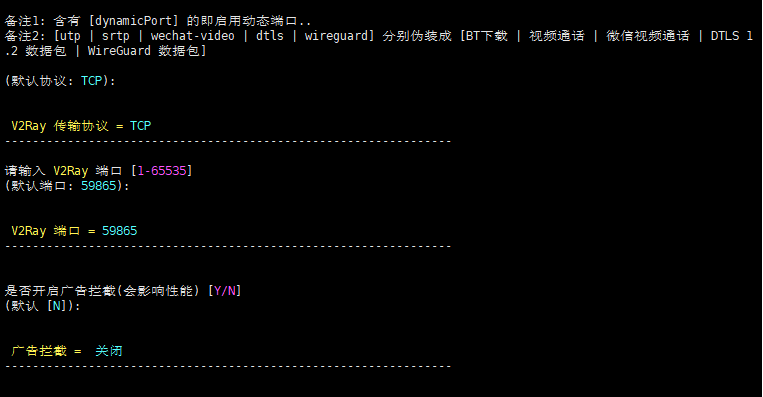 备注1: 含有 [dynamicPort] 的即启用动态端口..
备注2: [utp | srtp | wechat-video | dtls | wireguard] 分别伪装成 [BT下载 | 视频通话 | 微信视频通话 | DTLS 1
.2 数据包 | WireGuard 数据包]
(默认协议: TCP):
V2Ray 传输协议 = TCP
----------------------------------------------------------------
请输入 V2Ray 端口 [1-65535]
(默认端口: 59865):
V2Ray 端口 = 59865
----------------------------------------------------------------
是否开启广告拦截(会影响性能) [Y/N]
(默认 [N]):
广告拦截 = 关闭
----------------------------------------------------------------